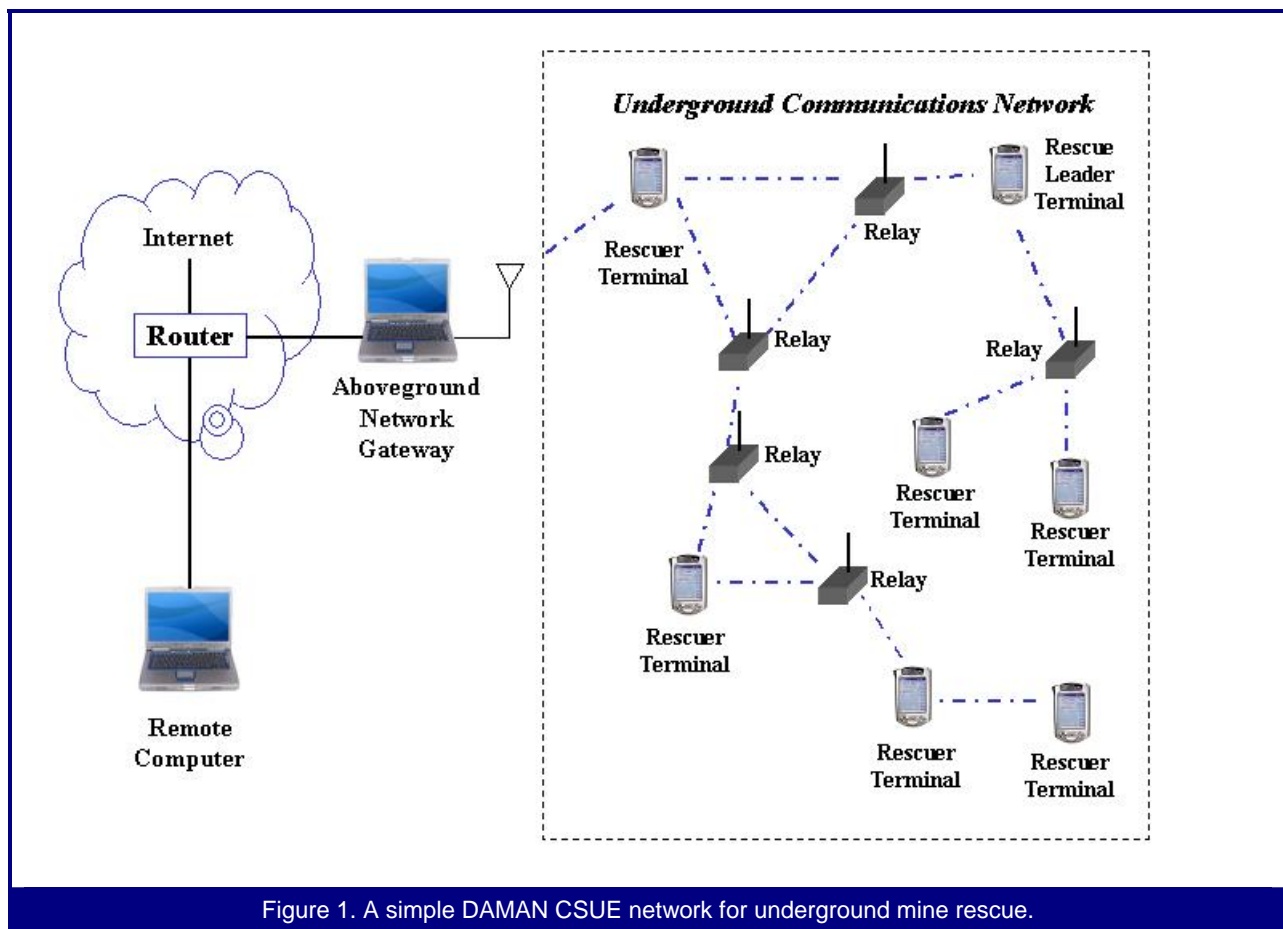 Underground Communications Network
Rescue
Leader
Terminal
Internet
Relay
Rescuer
Terminal
Router
Relay
Relay
Aboveground
Network
Gateway
Relay
Rescuer
Terminal
Rescuer
Terminal
Relay
Rescuer
Terminal
Remote
Computer
Rescuer
Terminal
Rescuer
Terminal
Figure 1. A simple DAMAN CSUE network for underground mine rescue.